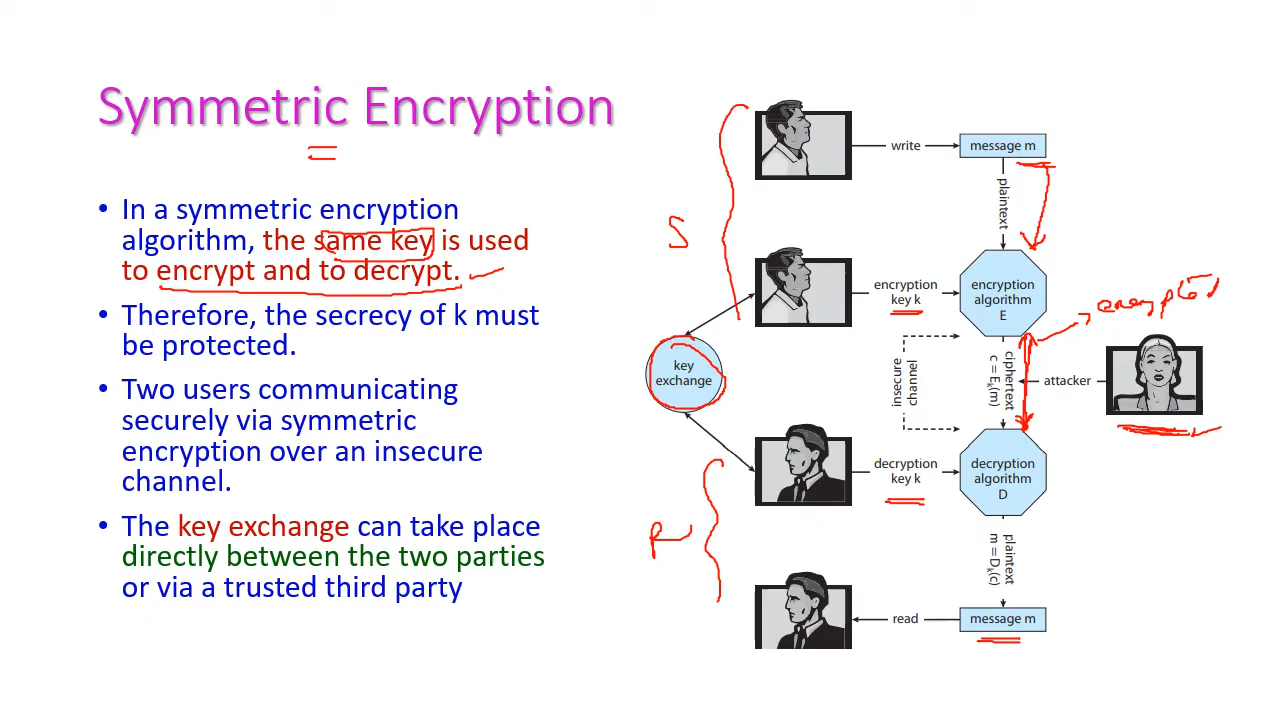 Symmetric Encryption
• In a symmetric encryption
algorithm, the same key is used
to encrypt and to decrypt.
• Therefore, the secrecy of k must
be protected.
• Two users communicating
securely via symmetric
encryption over an insecure
channel.
• The key exchange can take place
directly between the two parties
or via a trusted third party
write
message m
plaintext
S
encryption
key k
encryption
algorithm
E
encrypted
key
exchange
insecure
channel
ciphertext
c = Eₖ(m)
attacker
decryption
key k
decryption
algorithm
D
R
plaintext
m = Dₖ(c)
read
message m